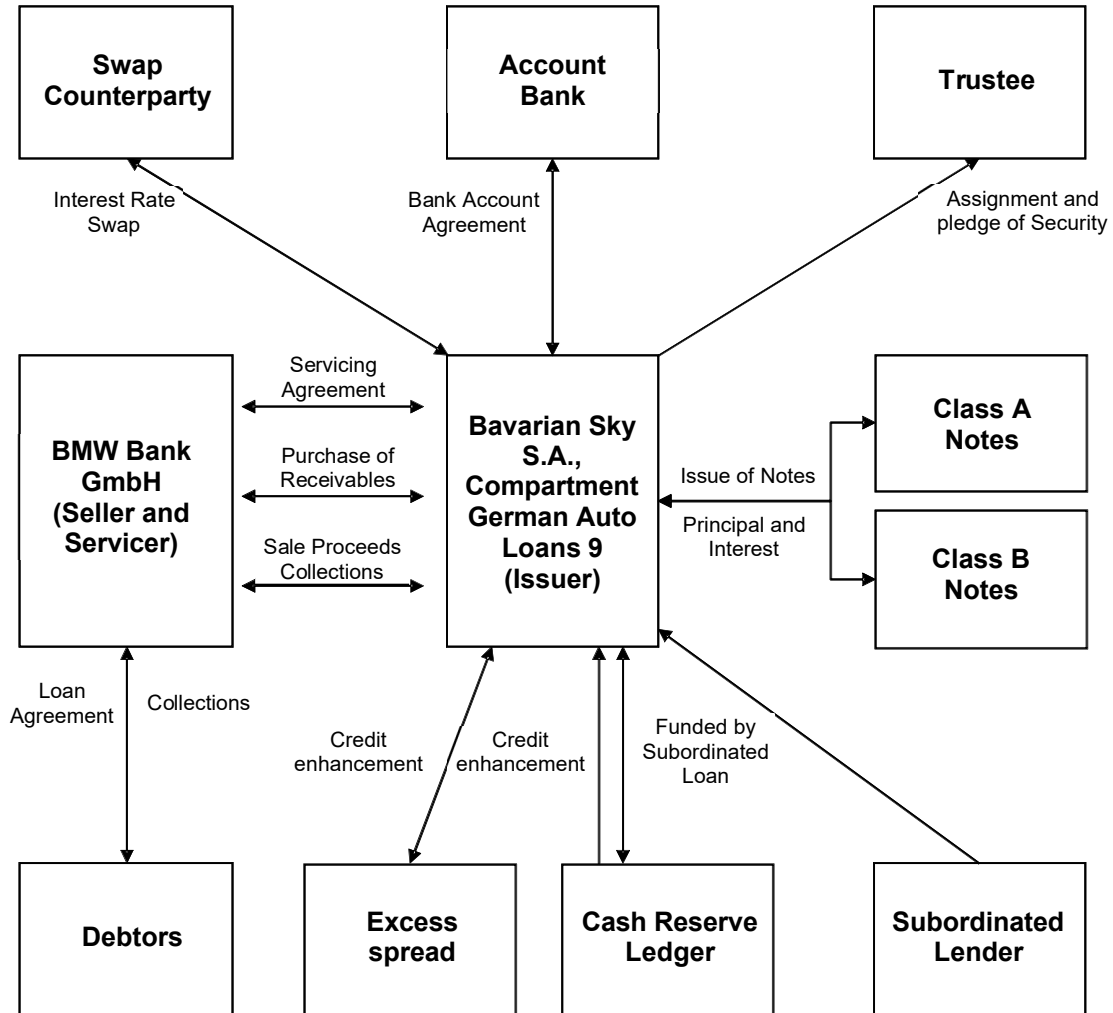 Swap
Counterparty
Account
Bank
Trustee
Interest Rate
Swap
Bank Account
Agreement
Assignment and
pledge of Security
BMW Bank
GmbH
(Seller and
Servicer)
Servicing
Agreement
Purchase of
Receivables
Sale Proceeds
Collections
Bavarian Sky
S.A.,
Compartment
German Auto
Loans 9
(Issuer)
Issue of Notes
Principal and
Interest
Class A
Notes
Class B
Notes
Loan
Agreement
Collections
Credit
enhancement
Credit
enhancement
Funded by
Subordinated
Loan
Debtors
Excess
spread
Cash Reserve
Ledger
Subordinated
Lender